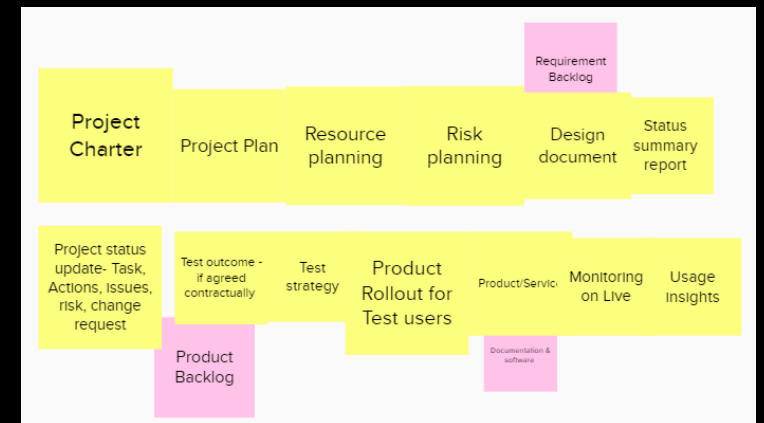 Requirement
Backlog
Project
Charter
Project Plan
Resource
planning
Risk
planning
Design
document
Status
summary
report
Project status
update- Task,
Actions, issues,
risk, change
request
Test outcome -
if agreed
contractually
Test
strategy
Product
Rollout for
Test users
Product/Servic
Monitoring
on Live
Usage
Insights
Product
Backlog
Documentation &
software